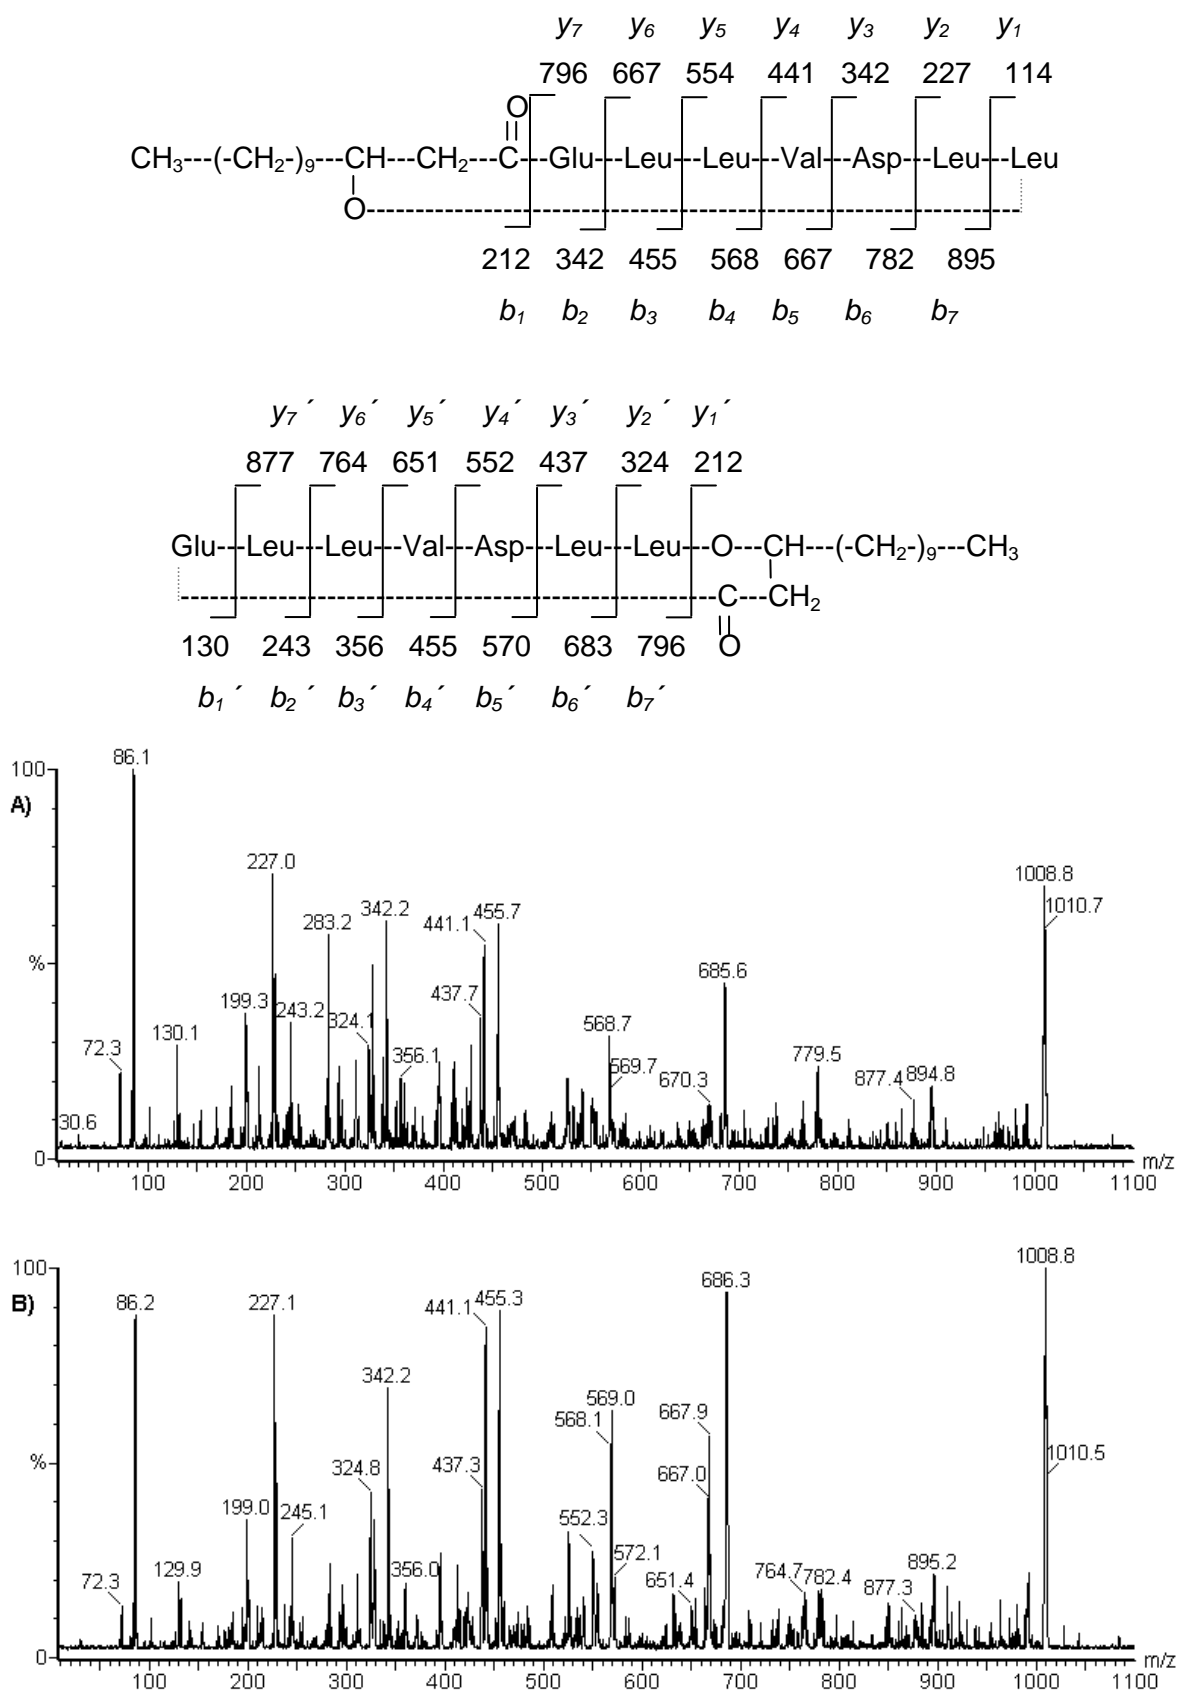 y7 y6 y5 y4 y3 y2 y1
796 667 554 441 342 227 114
O
CH3---(-CH2-)9---CH---CH2---C--Glu--Leu--Leu--Val--Asp--Leu--Leu
O
212 342 455 568 667 782 895
b1 b2 b3 b4 b5 b6 b7
y7´ y6´ y5´ y4´ y3´ y2´ y1´
877 764 651 552 437 324 212
Glu--Leu--Leu--Val--Asp--Leu--Leu--O---CH---(-CH2-)9---CH3
C---CH2
130 243 356 455 570 683 796 O
b1´ b2´ b3´ b4´ b5´ b6´ b7´
A)
100
%
0
30.6 72.3 86.1 130.1 199.3 227.0 243.2 283.2 324.1 342.2 356.1 437.7 441.1 455.7 568.7 569.7 670.3 685.6 779.5 877.4 894.8 1008.8 1010.7
100 200 300 400 500 600 700 800 900 1000 1100 m/z
B)
100
%
0
72.3 86.2 129.9 199.0 227.1 245.1 324.8 342.2 356.0 437.3 441.1 455.3 552.3 568.1 569.0 572.1 651.4 667.0 667.9 686.3 764.7 782.4 877.3 895.2 1008.8 1010.5
100 200 300 400 500 600 700 800 900 1000 1100 m/z